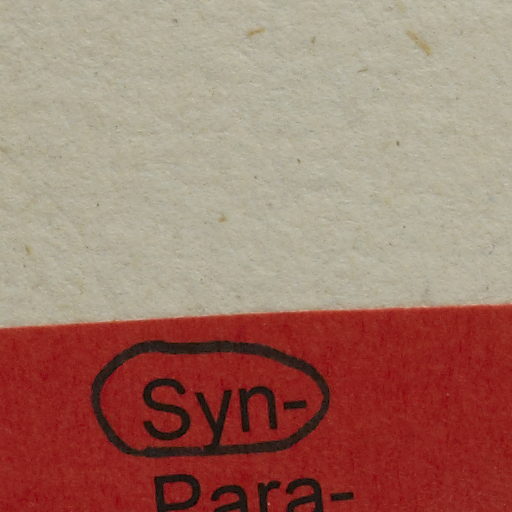 Syn-
Para-